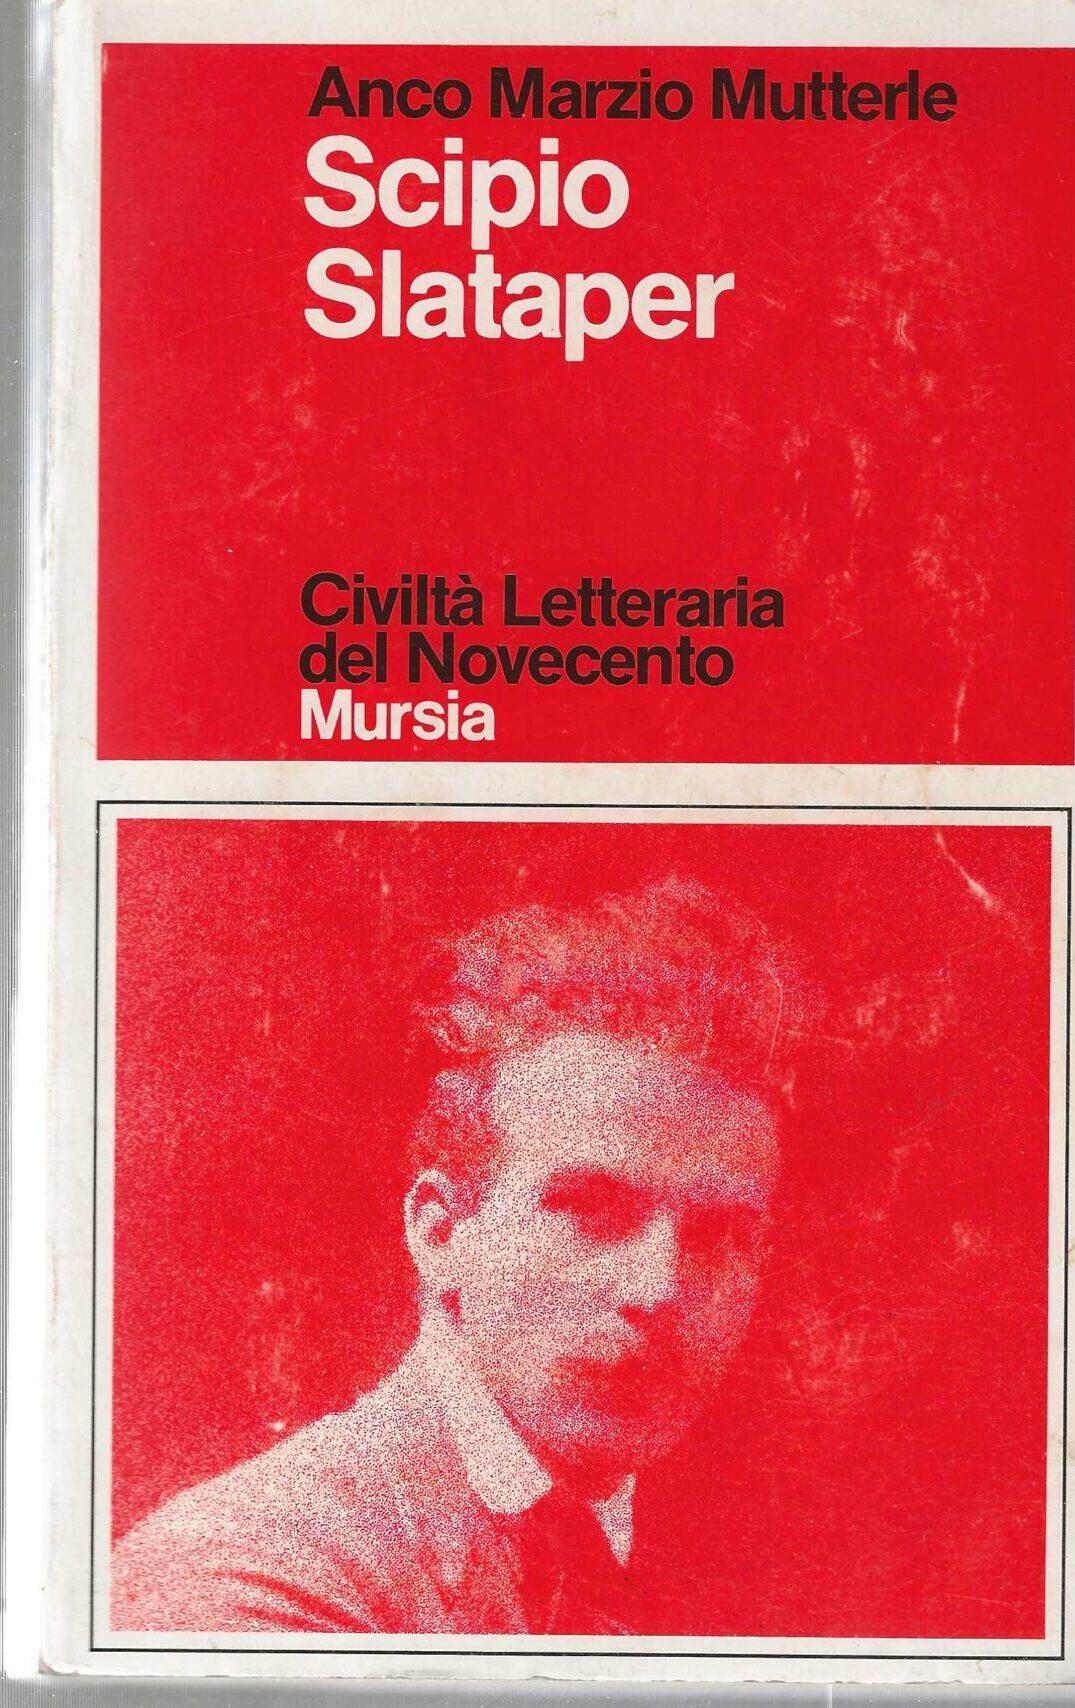 Anco Marzio Mutterle
Scipio
Slataper
Civiltà Letteraria
del Novecento
Mursia